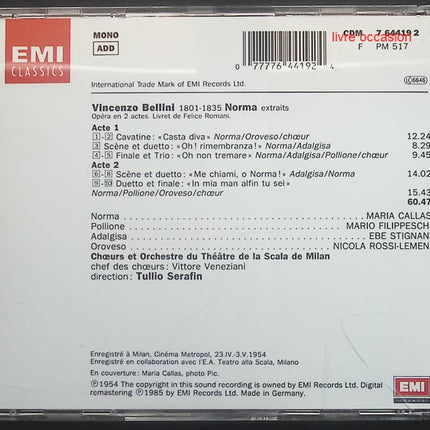 EMI
CLASSICS
MONO
ADD
CDM 7 64419 2
livre occasion
F PM 517
0 77776 44192 4
6646
International Trade Mark of EMI Records Ltd.
Vincenzo Bellini 1801-1835 Norma extraits
Opéra en 2 actes. Livret de Felice Romani.
Acte 1
1-2 Cavatine: «Casta diva» Norma/Oroveso/chœur 12.24
3 Scène et duetto: «Oh! rimembranza!» Norma/Adalgisa 8.29
4-5 Finale et Trio: «Oh non tremare» Norma/Adalgisa/Pollione/chœur 9.45
Acte 2
6-8 Scène et duetto: «Me chiami, o Norma!» Adalgisa/Norma 14.02
9-10 Duetto et finale: «In mia man alfin tu sei»
Norma/Pollione/Oroveso/chœur 15.43
60.47
Norma MARIA CALLAS
Pollione MARIO FILIPPESCH
Adalgisa EBE STIGNAN
Oroveso NICOLA ROSSI-LEMEN
Chœurs et Orchestre du Théâtre de la Scala de Milan
chef des chœurs: Vittore Veneziani
direction: Tullio Serafin
Enregistré à Milan, Cinéma Metropol, 23.IV.-3.V.1954
Enregistré en collaboration avec l'E.A. Teatro alla Scala, Milano
En couverture: Maria Callas, photo Pic.
℗ 1954 The copyright in this sound recording is owned by EMI Records Ltd. Digital
remastering ℗ 1985 by EMI Records Ltd. Made in Germany.
EMI